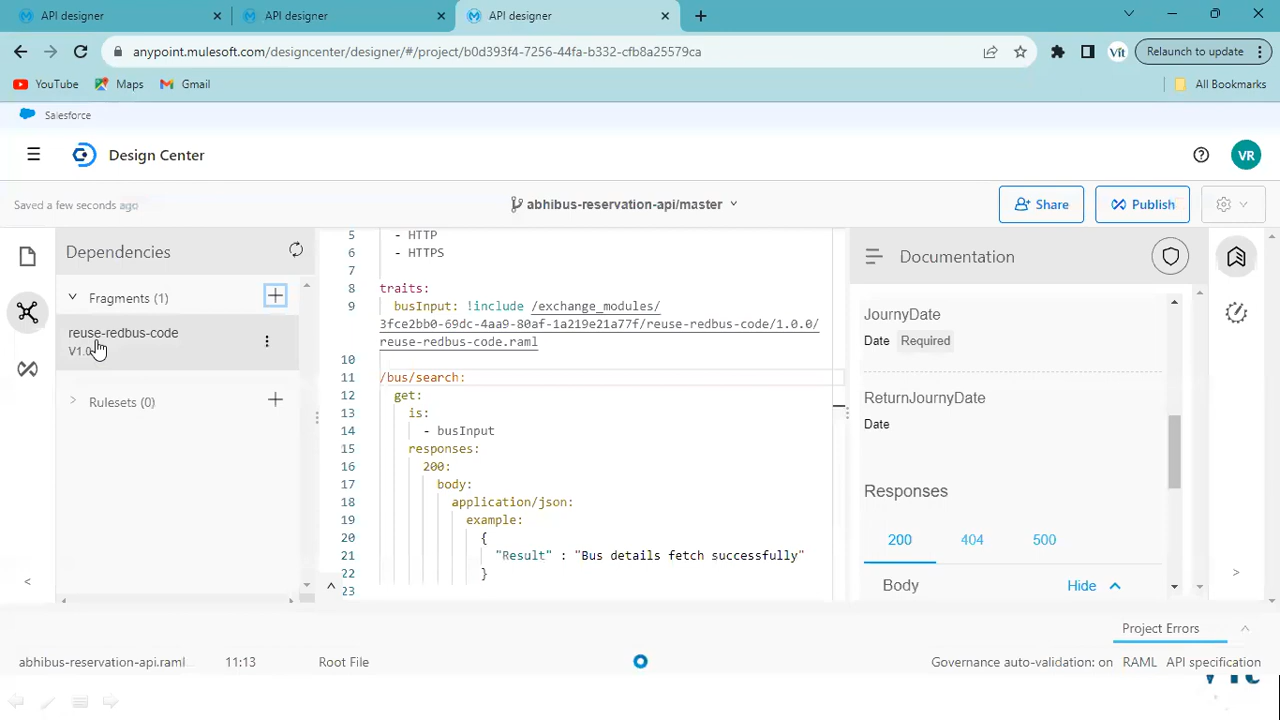 API designer
API designer
API designer
anypoint.mulesoft.com/designcenter/designer/#/project/b0d393f4-7256-44fa-b332-cfb8a25579ca
Vit
Relaunch to update
YouTube
Maps
Gmail
All Bookmarks
Salesforce
Design Center
VR
Saved a few seconds ago
abhibus-reservation-api/master
Share
Publish
Dependencies
Fragments (1)
reuse-redbus-code
V1.0
Rulesets (0)
5 - HTTP
6 - HTTPS
7
8 traits:
9 busInput: !include /exchange_modules/
3fce2bb0-69dc-4aa9-80af-1a219e21a77f/reuse-redbus-code/1.0.0/
reuse-redbus-code.raml
10
11 /bus/search:
12 get:
13 is:
14 - busInput
15 responses:
16 200:
17 body:
18 application/json:
19 example:
20 {
21 "Result" : "Bus details fetch successfully"
22 }
23
Documentation
JournyDate
Date Required
ReturnJournyDate
Date
Responses
200 404 500
Body Hide
Project Errors
abhibus-reservation-api.raml 11:13 Root File
Governance auto-validation: on RAML API specification